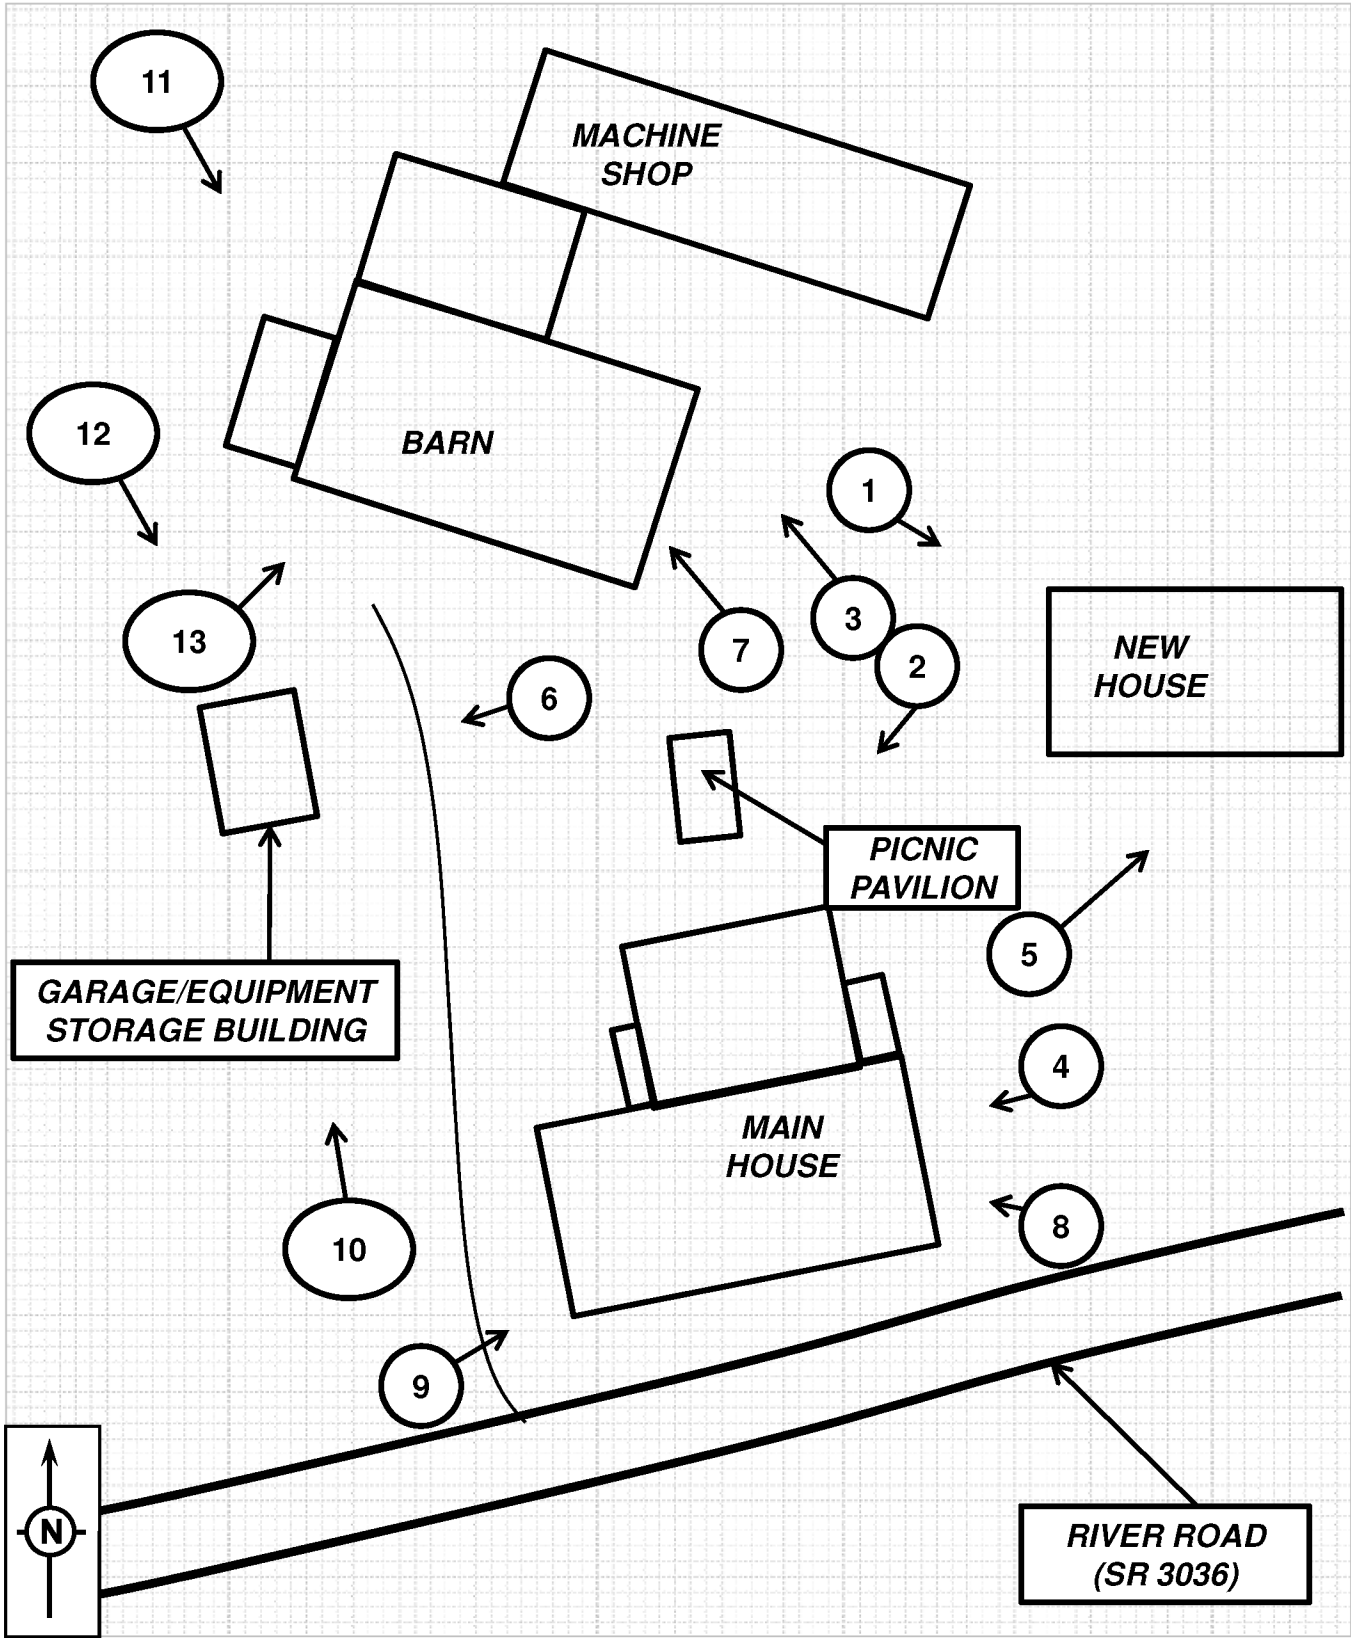 11
MACHINE
SHOP
12
BARN
1
13
3
7
2
6
NEW
HOUSE
PICNIC
PAVILION
5
GARAGE/EQUIPMENT
STORAGE BUILDING
4
MAIN
HOUSE
10
8
9
N
RIVER ROAD
(SR 3036)